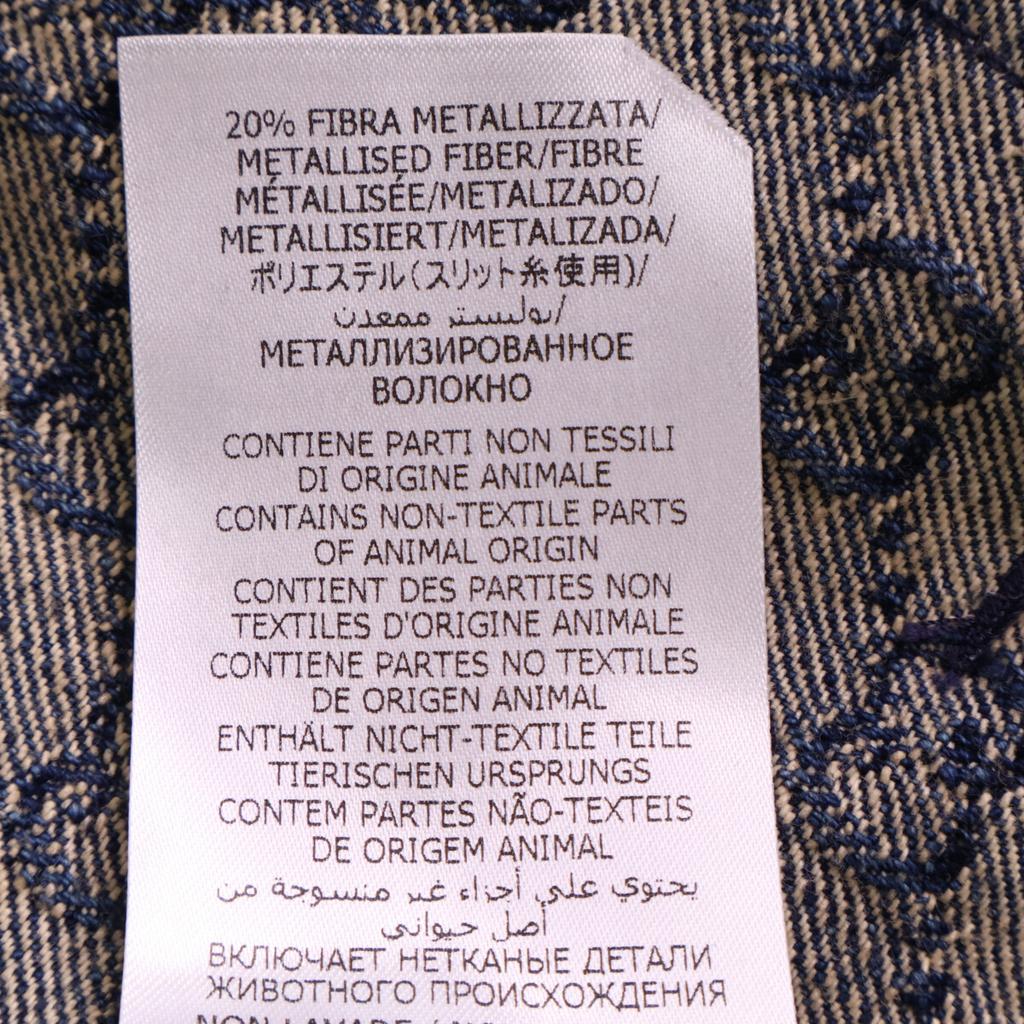 20% FIBRA METALLIZZATA/
METALLISED FIBER/FIBRE
MÉTALLISÉE/METALIZADO/
METALLISIERT/METALIZADA/
ポリエステル(スリット糸使用)/
بوليستر ممعدن/
МЕТАЛЛИЗИРОВАННОЕ
ВОЛОКНО
CONTIENE PARTI NON TESSILI
DI ORIGINE ANIMALE
CONTAINS NON-TEXTILE PARTS
OF ANIMAL ORIGIN
CONTIENT DES PARTIES NON
TEXTILES D'ORIGINE ANIMALE
CONTIENE PARTES NO TEXTILES
DE ORIGEN ANIMAL
ENTHÄLT NICHT-TEXTILE TEILE
TIERISCHEN URSPRUNGS
CONTEM PARTES NÃO-TEXTEIS
DE ORIGEM ANIMAL
يحتوي على أجزاء غير منسوجة من
أصل حيواني
ВКЛЮЧАЕТ НЕТКАНЫЕ ДЕТАЛИ
ЖИВОТНОГО ПРОИСХОЖДЕНИЯ
NON LAVARE /